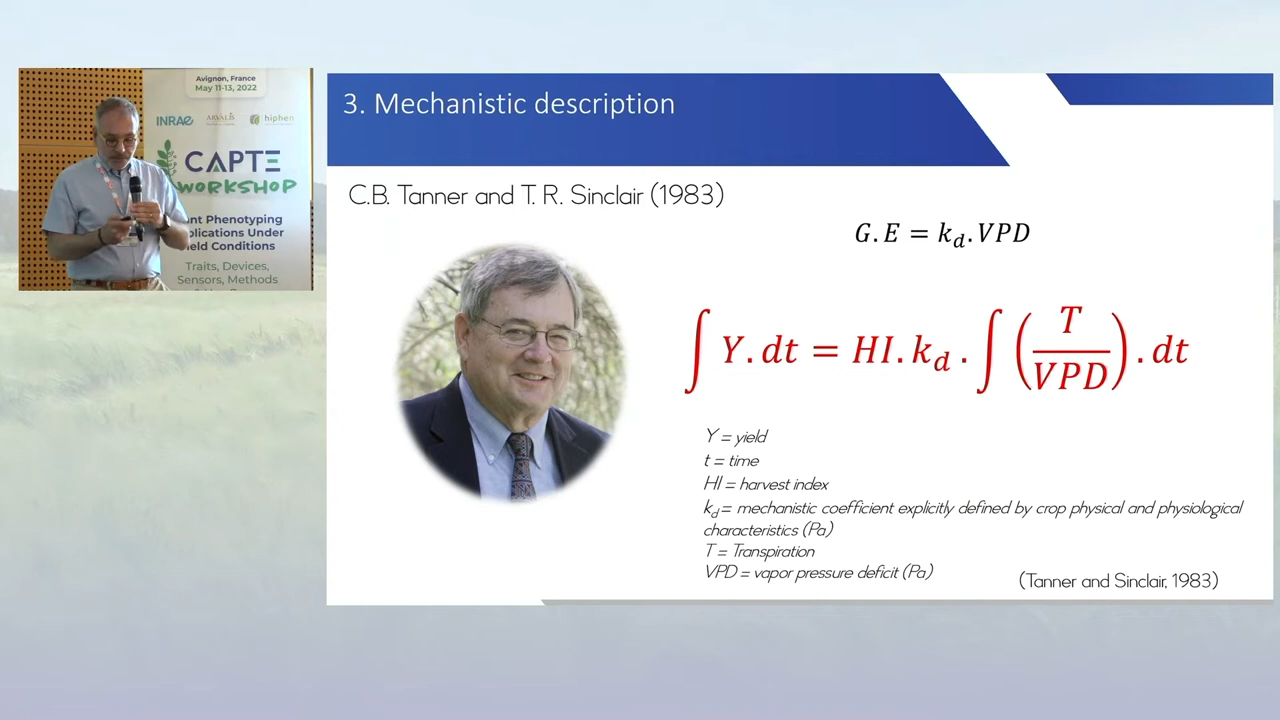 Avignon, France
May 11-13, 2022
INRAE
ARVALIS
hiphen
CAPTE
WORKSHOP
Phenotyping
Under
Conditions
Traits, Devices,
Sensors, Methods
3. Mechanistic description
C.B. Tanner and T. R. Sinclair (1983)
G.E = k_d.VPD
∫ Y.dt = HI.k_d.∫ (T/VPD).dt
Y = yield
t = time
HI = harvest index
k_d = mechanistic coefficient explicitly defined by crop physical and physiological
characteristics (Pa)
T = Transpiration
VPD = vapor pressure deficit (Pa)
(Tanner and Sinclair, 1983)